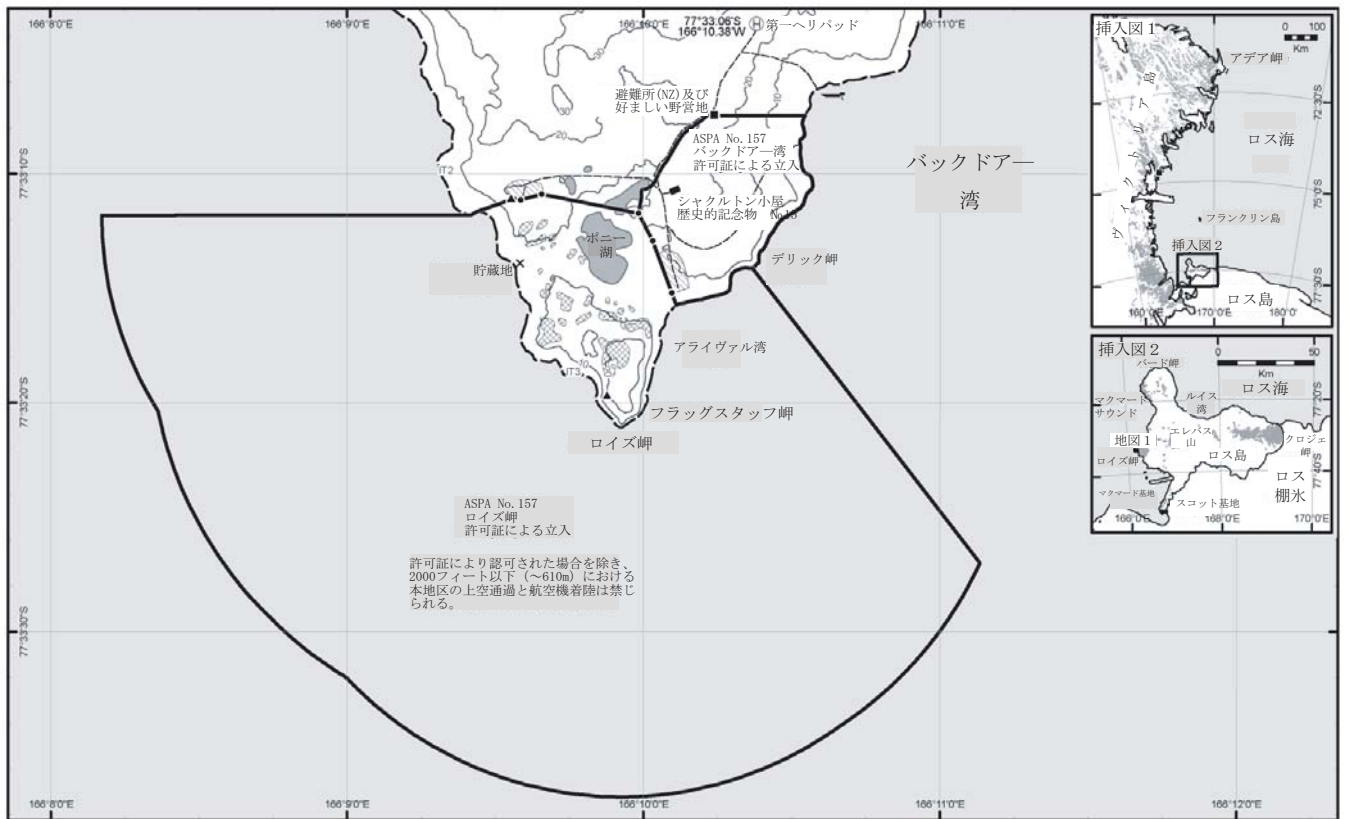 166°8'0"E
166°9'0"E
166°10'0"E
166°11'0"E
77°33.06'S
166°10.38'W
H
第一ヘリパッド
避難所(NZ)及び
好ましい野営地
ASPA No.157
バックドア―湾
許可証による立入
シャクルトン小屋
歴史的記念物
バックドア―
湾
デリック岬
ポニー
湖
貯蔵地
アライヴァル湾
フラッグスタッフ岬
ロイズ岬
ASPA No.157
ロイズ岬
許可証による立入
許可証により認可された場合を除き、
2000フィート以下（～610m）における
本地区の上空通過と航空機着陸は禁じ
られる。
IT2
IT3
30
20
10
30
20
20
10
77°33'10"S
77°33'20"S
77°33'30"S
166°8'0"E
166°9'0"E
166°10'0"E
166°11'0"E
166°12'0"E
挿入図1
0 100
Km
アデア岬
ヴィクトリア島
ロス海
フランクリン島
挿入図2
ロス島
72°30'S
75°0'S
77°30'S
160°0'E
170°0'E
180°0'
挿入図2
0 50
Km
バード岬
ロス海
マクマード
サウンド
ルイス
湾
地図1
エレバス
山
クロジェ
岬
ロイズ岬
ロス島
ロス
棚氷
マクマード基地
スコット基地
77°20'S
77°40'S
166°0'E
168°0'E
170°0'E